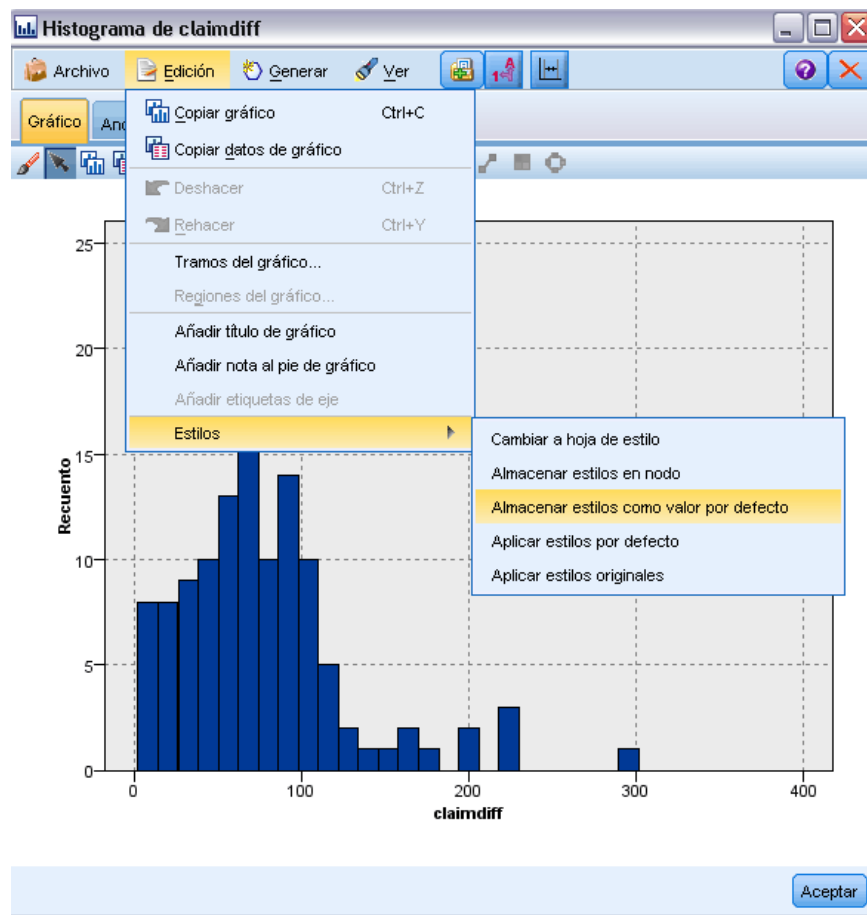 Histograma de claimdiff
Archivo Edición Generar Ver
Gráfico
Copiar gráfico Ctrl+C
Copiar datos de gráfico
Deshacer Ctrl+Z
Rehacer Ctrl+Y
Tramos del gráfico...
Regiones del gráfico...
Añadir título de gráfico
Añadir nota al pie de gráfico
Añadir etiquetas de eje
Estilos
Cambiar a hoja de estilo
Almacenar estilos en nodo
Almacenar estilos como valor por defecto
Aplicar estilos por defecto
Aplicar estilos originales
Recuento
25
20
15
10
5
0
0 100 200 300 400
claimdiff
Aceptar